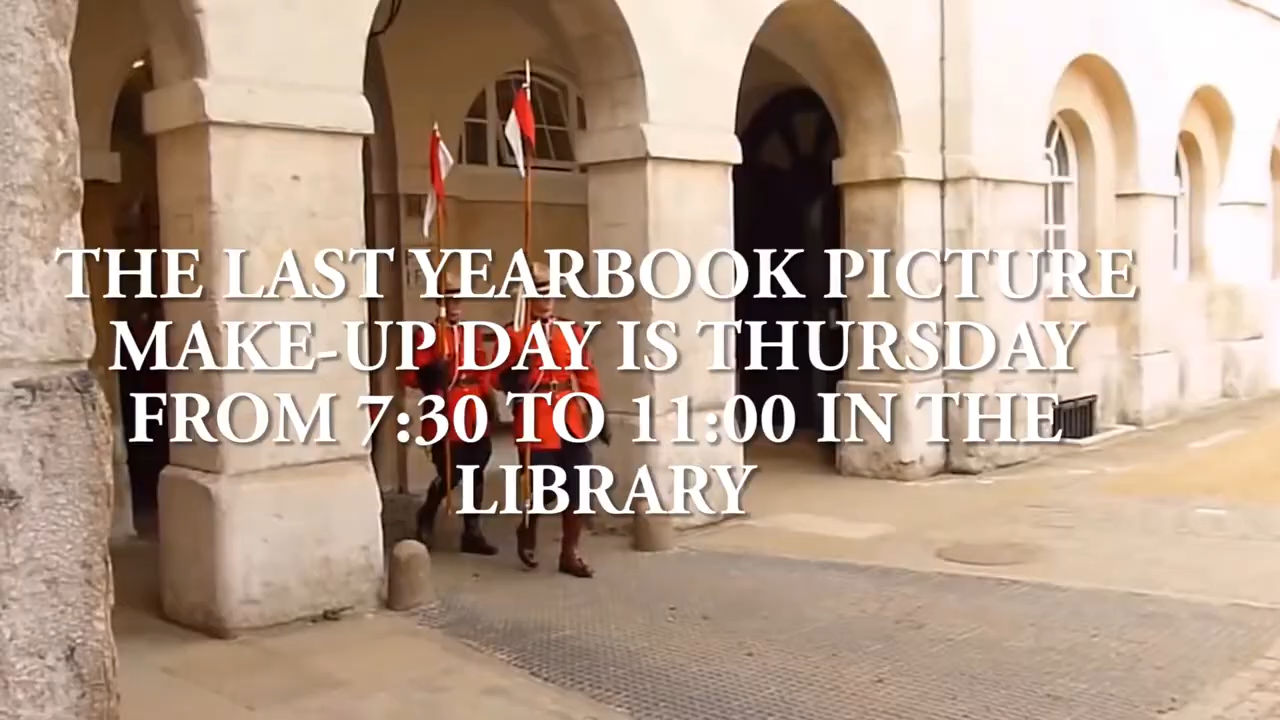 THE LAST YEARBOOK PICTURE
MAKE-UP DAY IS THURSDAY
FROM 7:30 TO 11:00 IN THE
LIBRARY